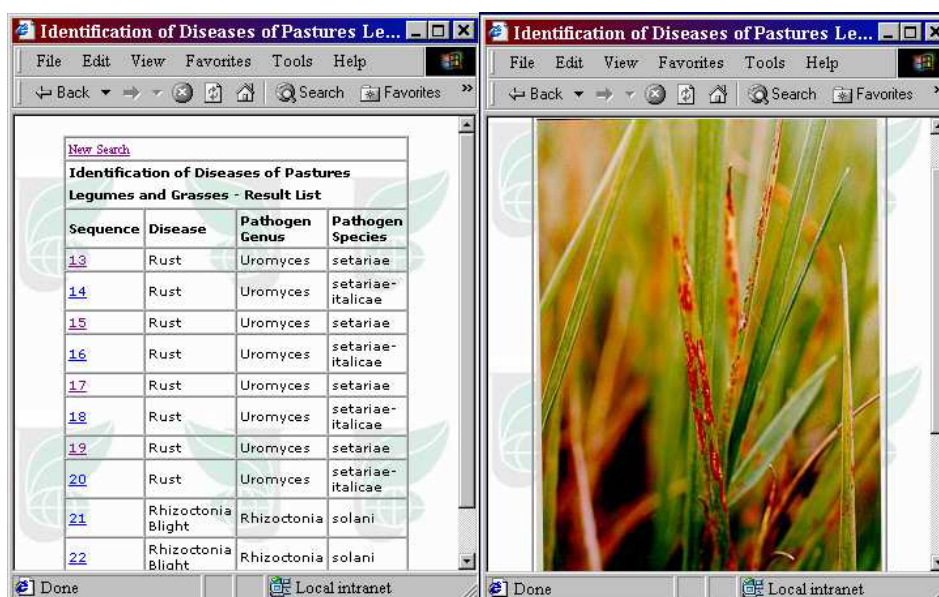 Identification of Diseases of Pastures Le...
File Edit View Favorites Tools Help
Back Search Favorites »
New Search
Identification of Diseases of Pasturs
Legumes and Grasses - Result List
Sequence Disease Pathogen Genus Pathogen Species
13 Rust Uromyces setariae
14 Rust Uromyces setariae-
italicae
15 Rust Uromyces setariae
16 Rust Uromyces setariae-
italicae
17 Rust Uromyces setariae
18 Rust Uromyces setariae-
italicae
19 Rust Uromyces setariae
20 Rust Uromyces setariae-
italicae
21 Rhizoctonia
Blight Rhizoctonia solani
22 Rhizoctonia
Blight Rhizoctonia solani
Done Local intranet
Identification of Diseases of Pastures Le...
File Edit View Favorites Tools Help
Back Search Favorites
Done Local intranet